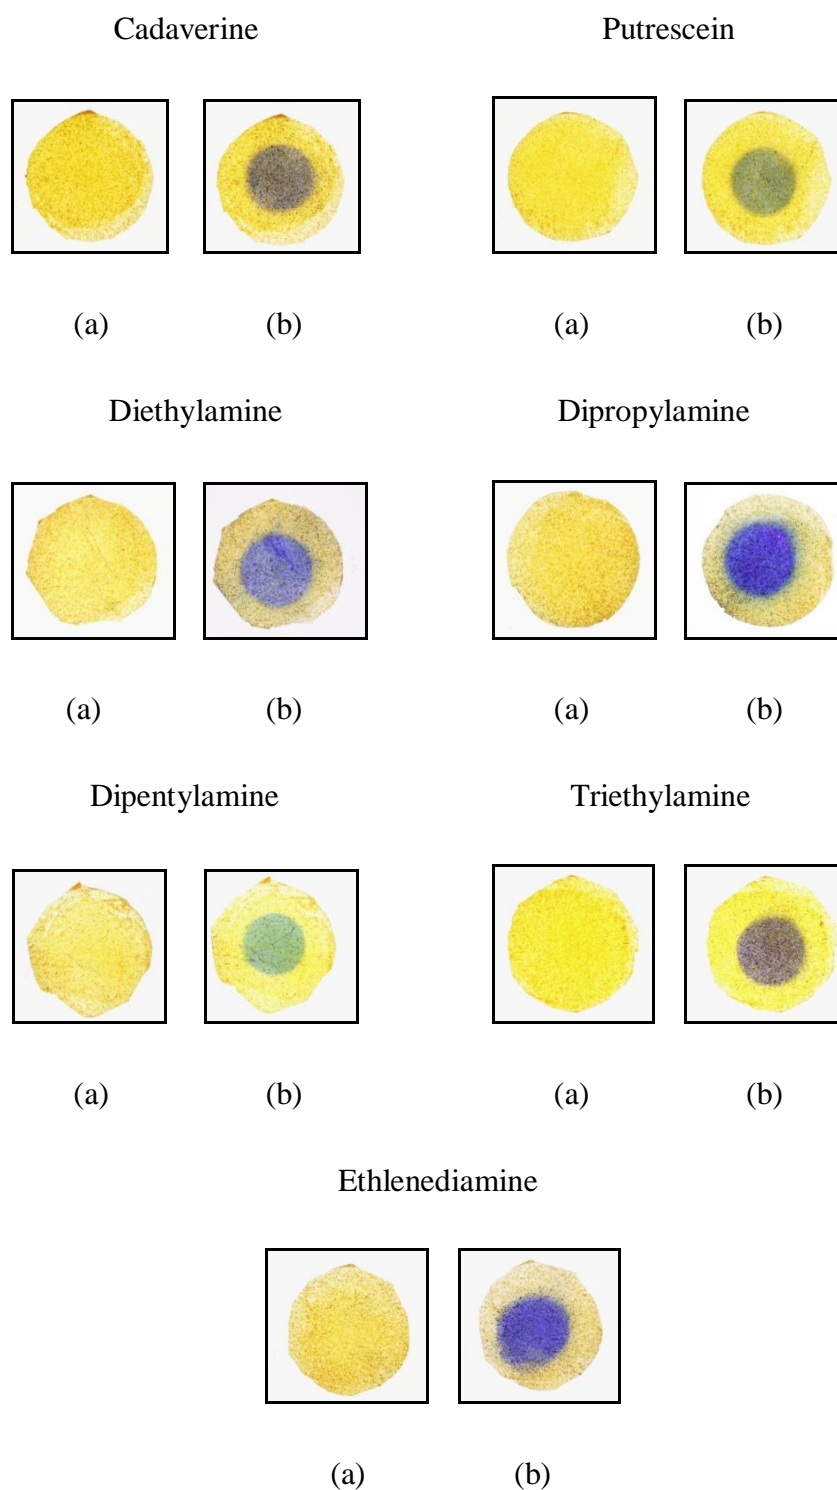 Cadaverine
Putrescein
(a)
(b)
(a)
(b)
Diethylamine
Dipropylamine
(a)
(b)
(a)
(b)
Dipentylamine
Triethylamine
(a)
(b)
(a)
(b)
Ethlenediamine
(a)
(b)